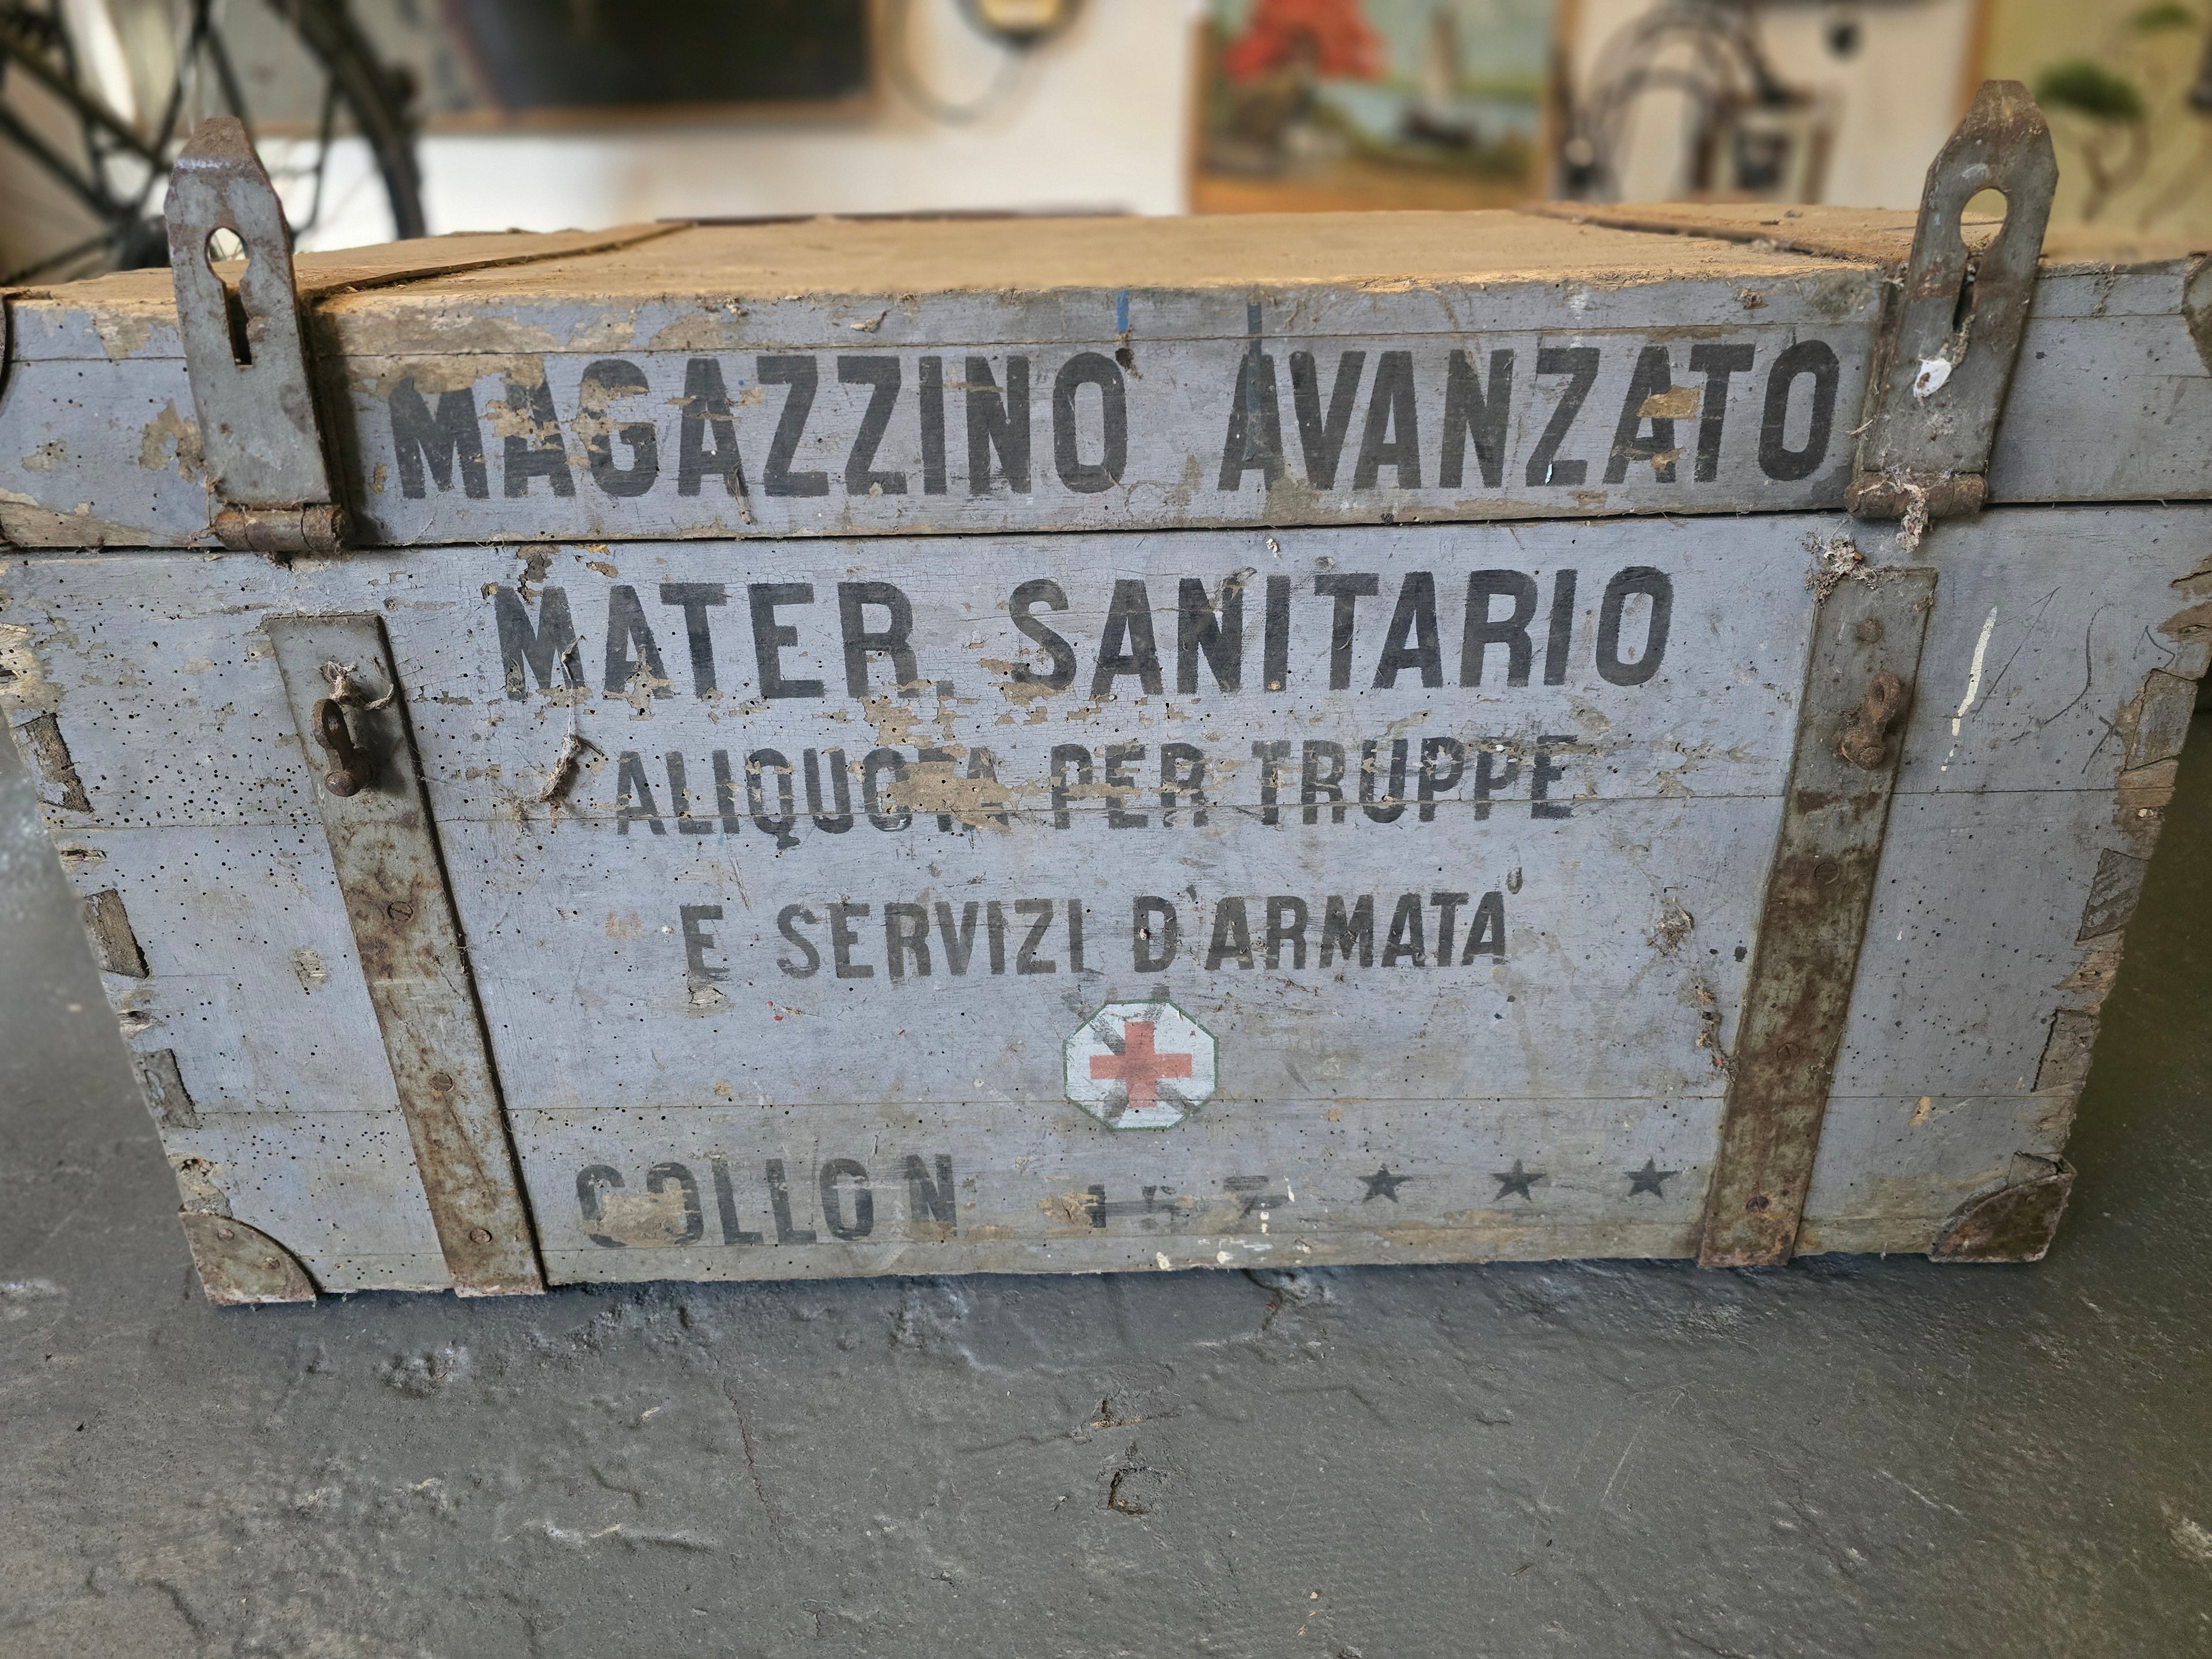 MAGAZZINO AVANZATO
MATER. SANITARIO
ALIQUOTA PER TRUPPE
E SERVIZI D'ARMATA
COLLO N ★ ★ ★